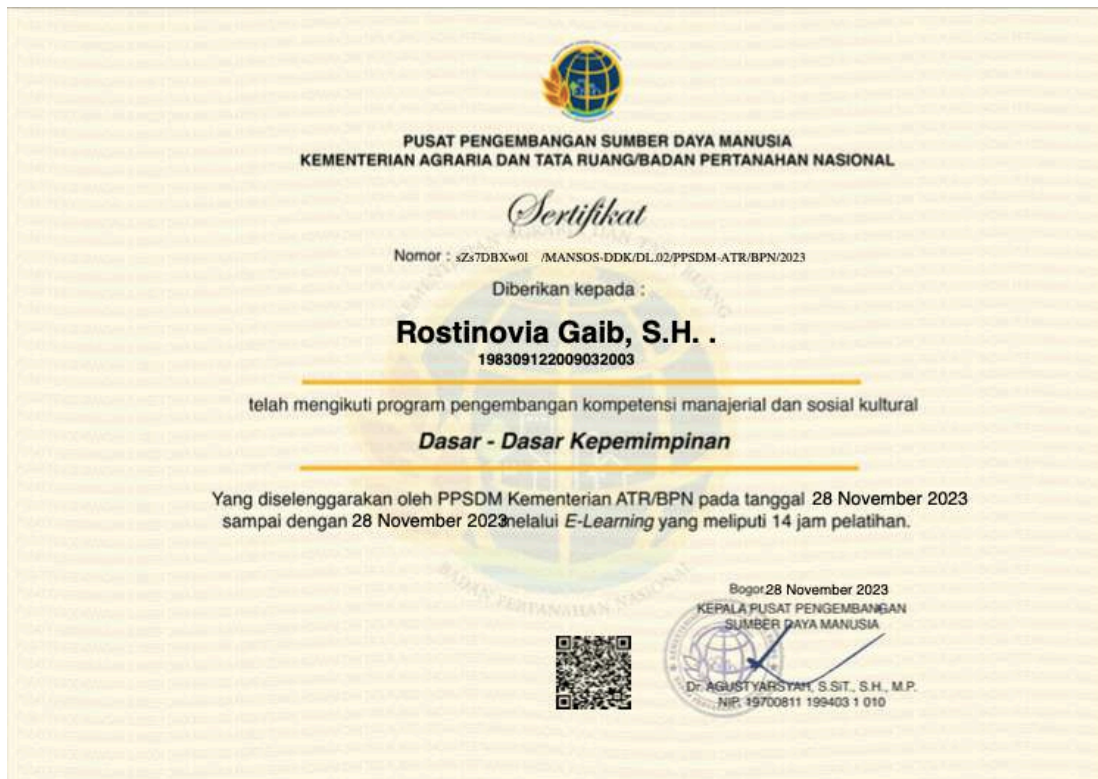 PUSAT PENGEMBANGAN SUMBER DAYA MANUSIA
KEMENTERIAN AGRARIA DAN TATA RUANG/BADAN PERTANAHAN NASIONAL
Sertifikat
Nomor : sZs7DBXw0l /MANSOS-DDK/DL.02/PPSDM-ATR/BPN/2023
Diberikan kepada :
Rostinovia Gaib, S.H. .
198309122009032003
telah mengikuti program pengembangan kompetensi manajerial dan sosial kultural
Dasar - Dasar Kepemimpinan
Yang diselenggarakan oleh PPSDM Kementerian ATR/BPN pada tanggal 28 November 2023
sampai dengan 28 November 2023melalui E-Learning yang meliputi 14 jam pelatihan.
BADAN PERTANAHAN NASIONAL
Bogor,28 November 2023
KEPALA PUSAT PENGEMBANGAN
SUMBER DAYA MANUSIA
Dr. AGUSTYARSYAH, S.SiT., S.H., M.P.
NIP. 19700811 199403 1 010